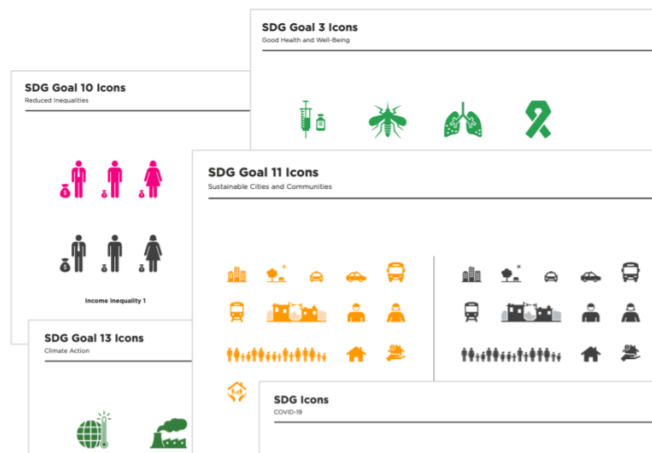 SDG Goal 3 Icons
Good Health and Well-Being
SDG Goal 10 Icons
Reduced Inequalities
Income Inequality 1
SDG Goal 11 Icons
Sustainable Cities and Communities
SDG Goal 13 Icons
Climate Action
SDG Icons
COVID-19